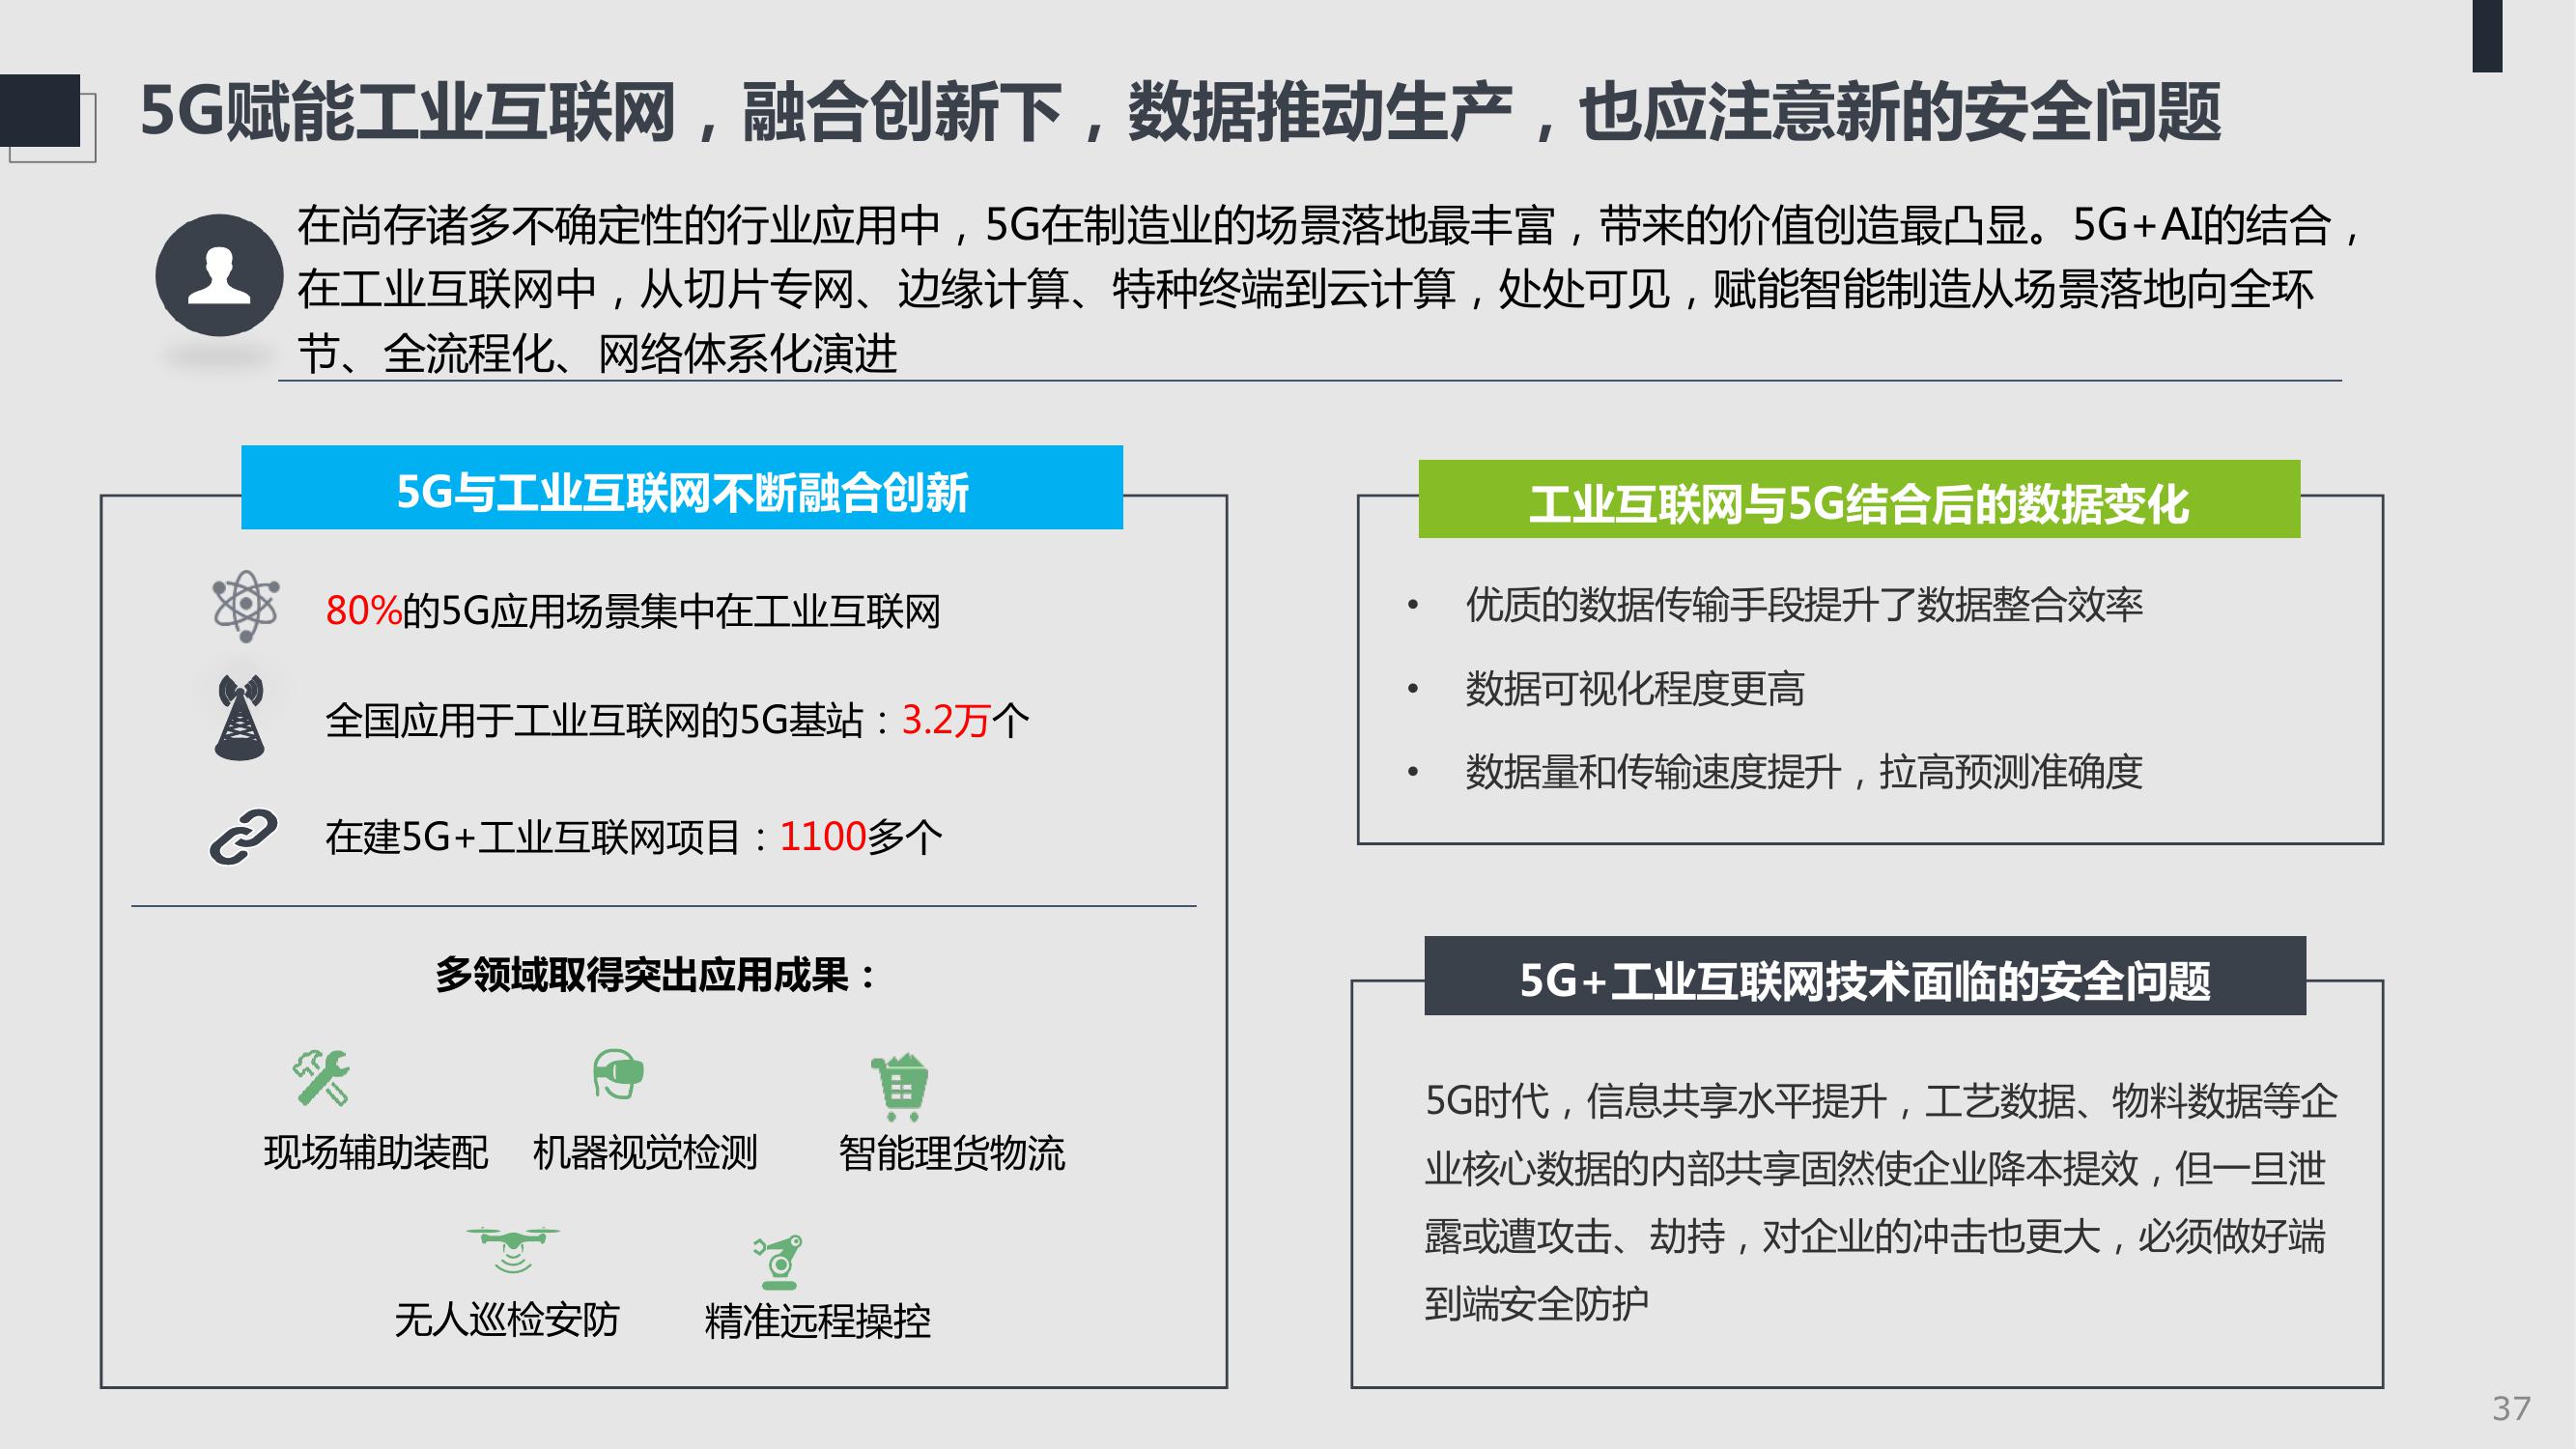 5G赋能工业互联网，融合创新下，数据推动生产，也应注意新的安全问题
在尚存诸多不确定性的行业应用中，5G在制造业的场景落地最丰富，带来的价值创造最凸显。5G+AI的结合，
在工业互联网中，从切片专网、边缘计算、特种终端到云计算，处处可见，赋能智能制造从场景落地向全环
节、全流程化、网络体系化演进
5G与工业互联网不断融合创新
80%的5G应用场景集中在工业互联网
全国应用于工业互联网的5G基站：3.2万个
在建5G+工业互联网项目：1100多个
多领域取得突出应用成果：
现场辅助装配
机器视觉检测
智能理货物流
无人巡检安防
精准远程操控
工业互联网与5G结合后的数据变化
• 优质的数据传输手段提升了数据整合效率
• 数据可视化程度更高
• 数据量和传输速度提升，拉高预测准确度
5G+工业互联网技术面临的安全问题
5G时代，信息共享水平提升，工艺数据、物料数据等企
业核心数据的内部共享固然使企业降本提效，但一旦泄
露或遭攻击、劫持，对企业的冲击也更大，必须做好端
到端安全防护
37